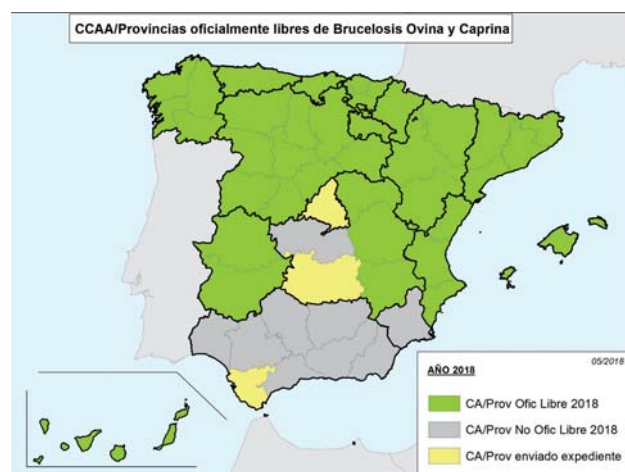 CCAA/Provincias oficialmente libres de Brucelosis Ovina y Caprina
05/2018
AÑO 2018
CA/Prov Ofic Libre 2018
CA/Prov No Ofic Libre 2018
CA/Prov enviado expediente